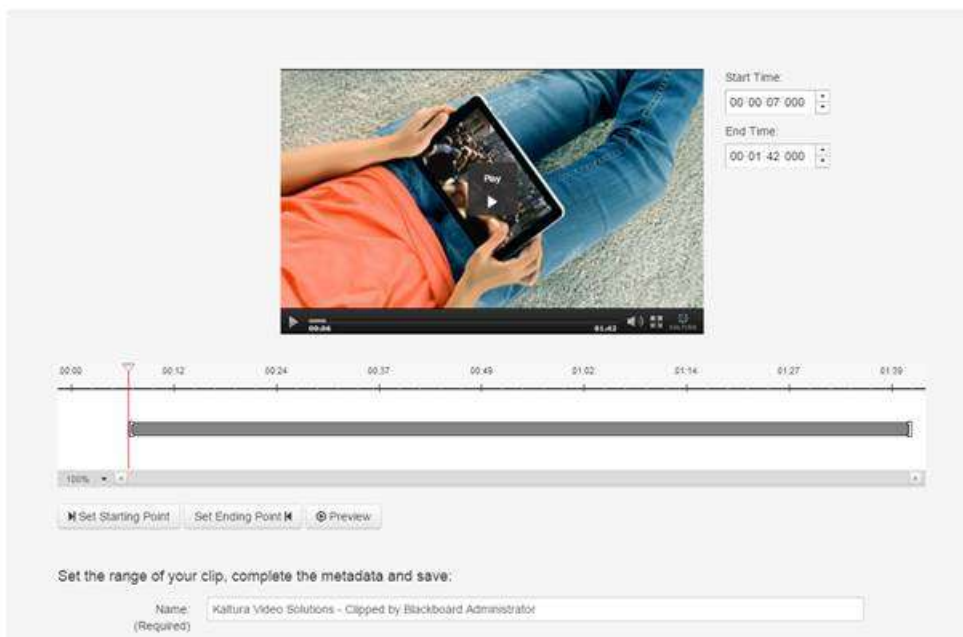 Start Time:
00 00 07 000
End Time:
00 01 42 000
Play
00:06
01:42
KALTURA
00:00 00:12 00:24 00:37 00:49 01:02 01:14 01:27 01:39
100%
Set Starting Point Set Ending Point Preview
Set the range of your clip, complete the metadata and save:
Name: Kaltura Video Solutions - Clipped by Blackboard Administrator
(Required)